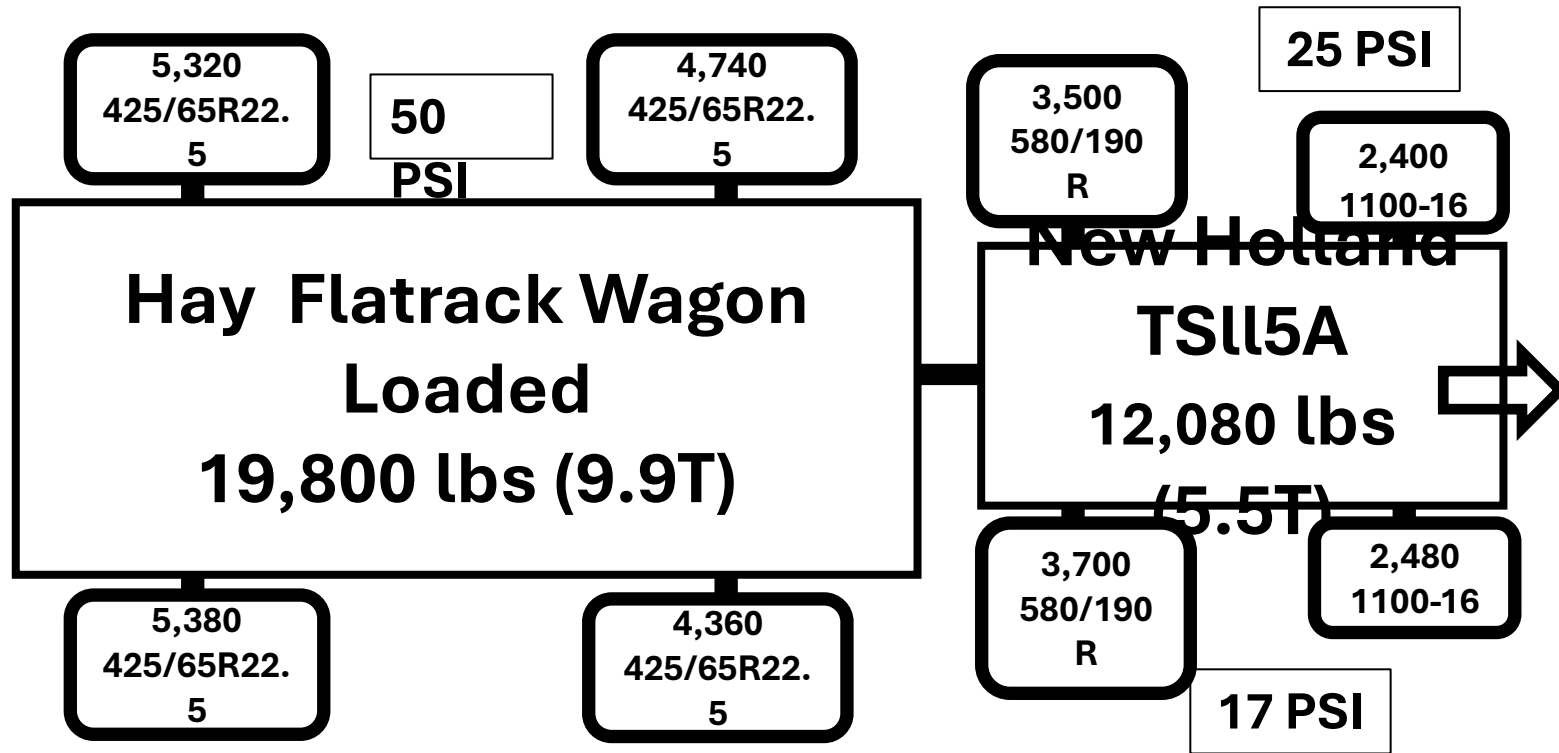 5,320
425/65R22.
5
50
PSI
4,740
425/65R22.
5
3,500
580/190
R
25 PSI
2,400
1100-16
Hay Flatrack Wagon
Loaded
19,800 lbs (9.9T)
New Holland
TSll5A
12,080 lbs
(5.5T)
5,380
425/65R22.
5
4,360
425/65R22.
5
3,700
580/190
R
2,480
1100-16
17 PSI